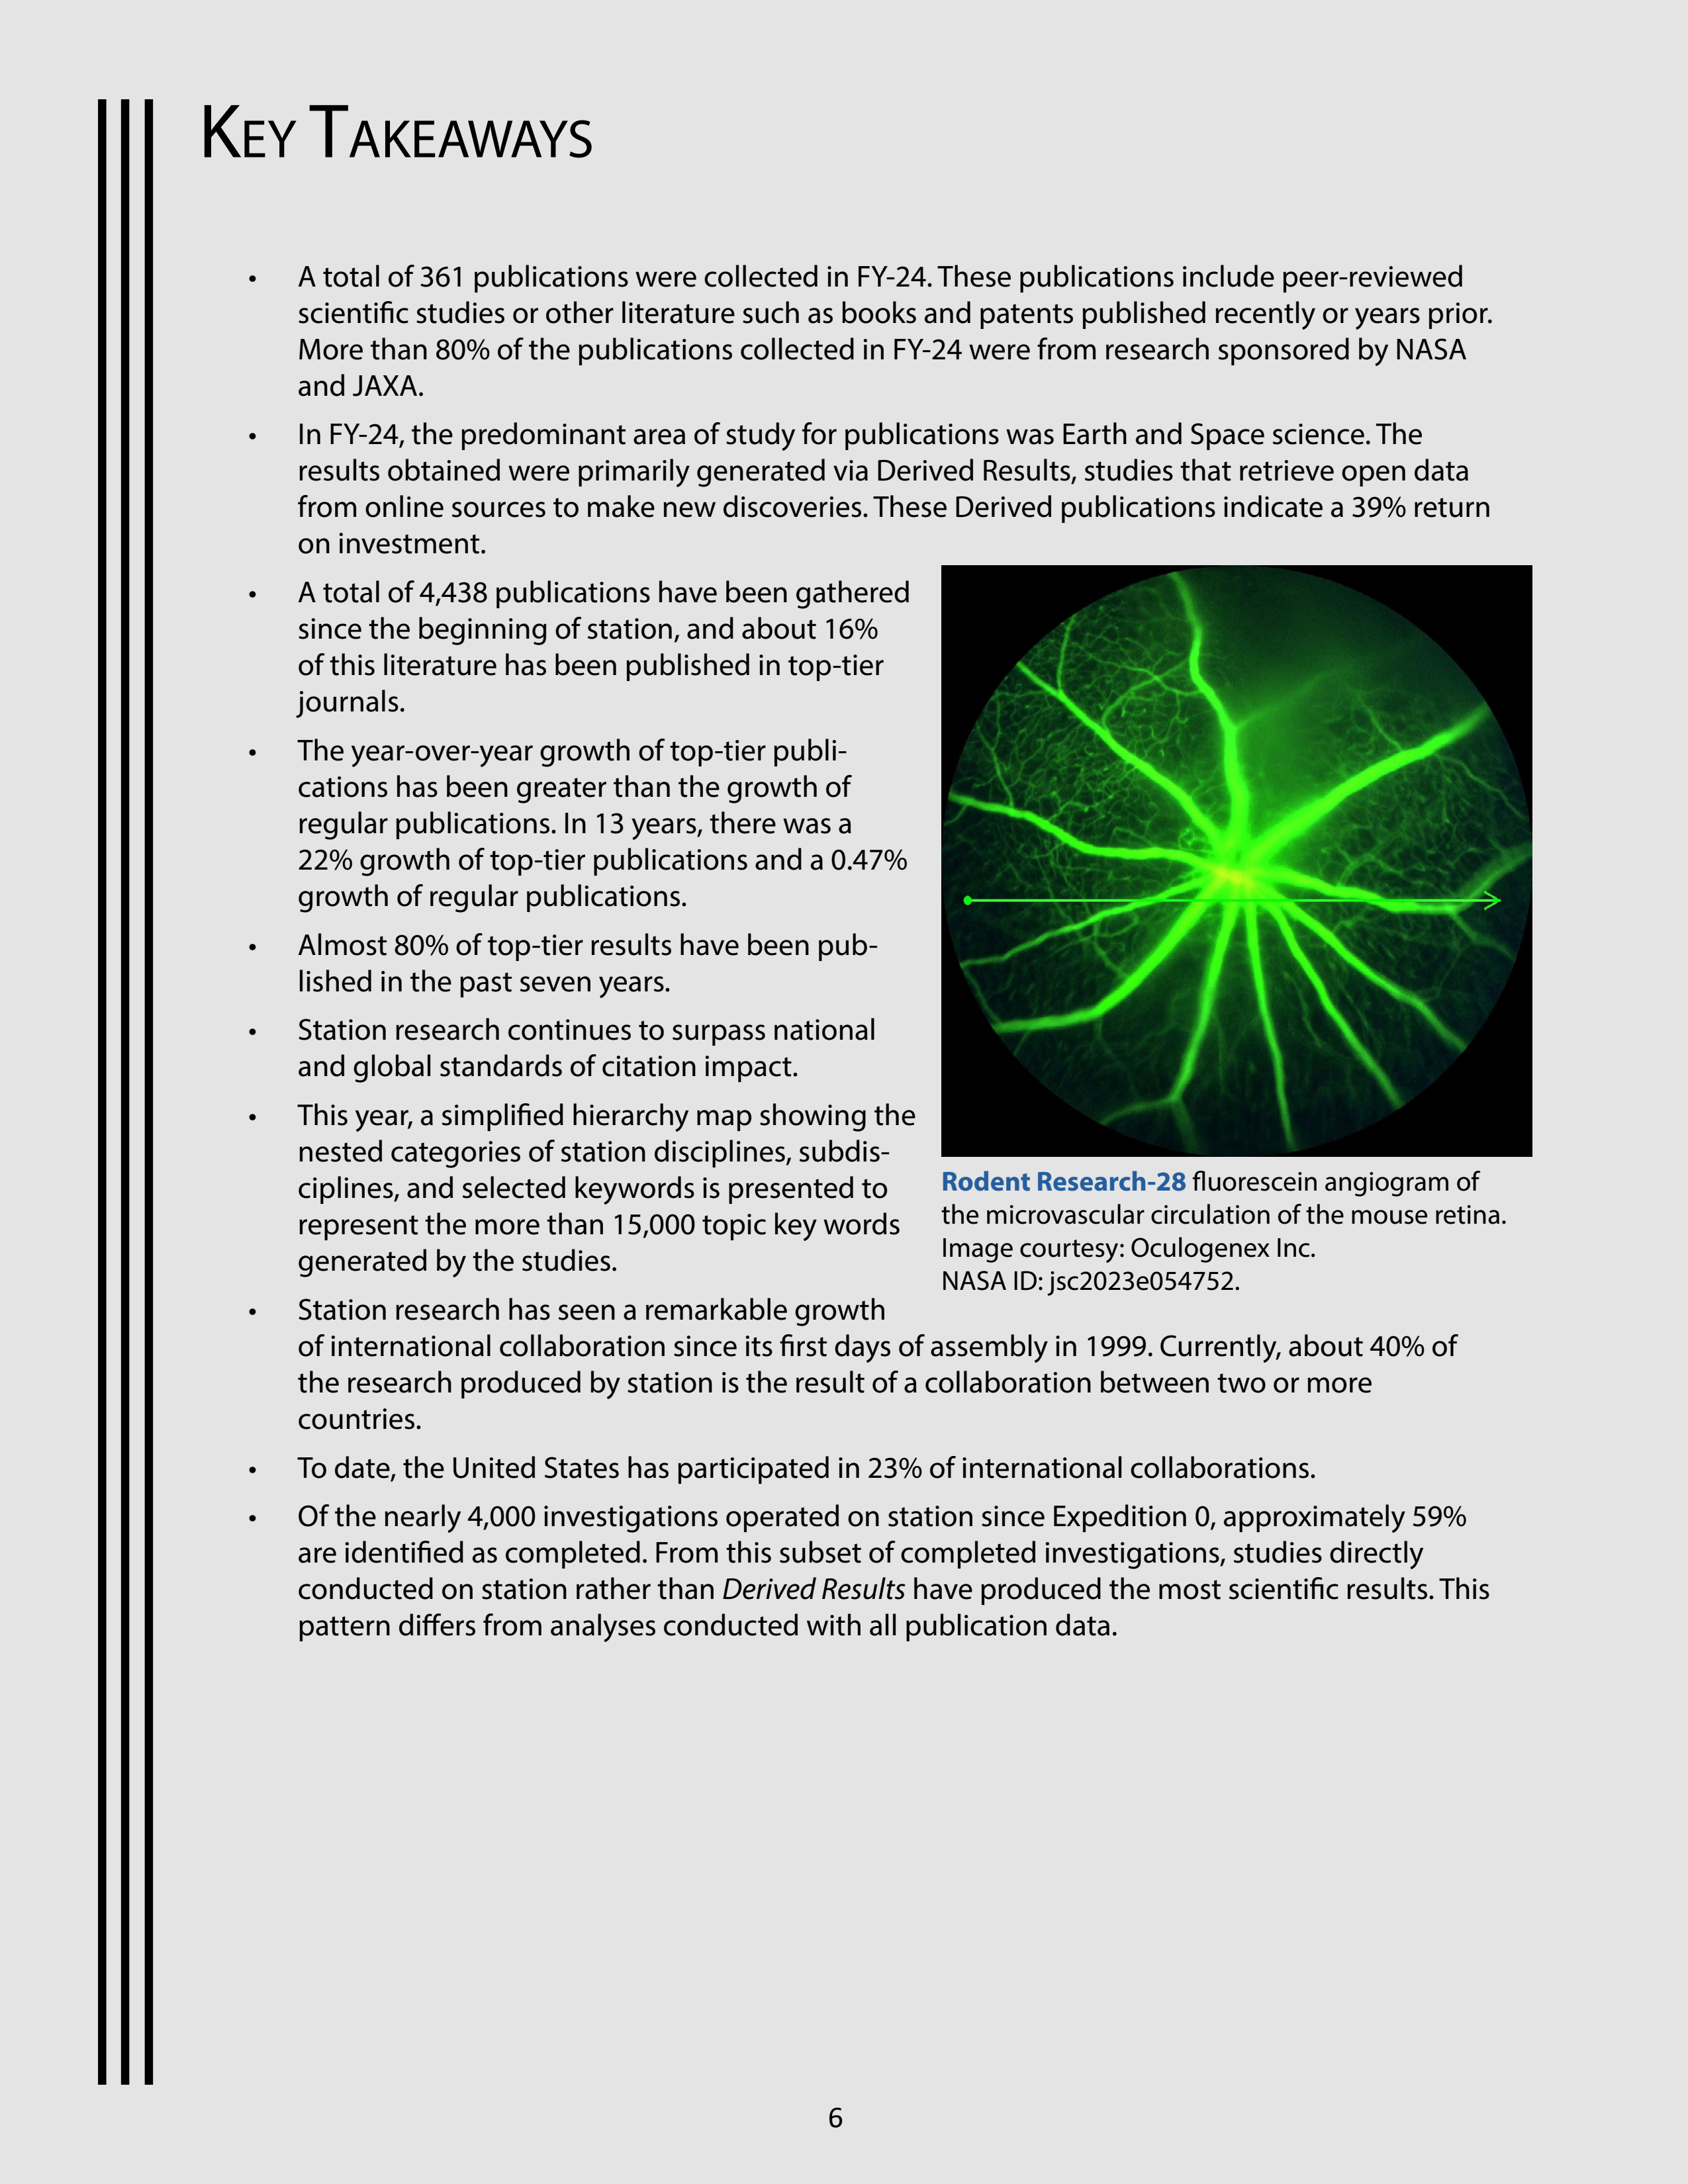 KEY TAKEAWAYS
• A total of 361 publications were collected in FY-24. These publications include peer-reviewed
scientific studies or other literature such as books and patents published recently or years prior.
More than 80% of the publications collected in FY-24 were from research sponsored by NASA
and JAXA.
• In FY-24, the predominant area of study for publications was Earth and Space science. The
results obtained were primarily generated via Derived Results, studies that retrieve open data
from online sources to make new discoveries. These Derived publications indicate a 39% return
on investment.
• A total of 4,438 publications have been gathered
since the beginning of station, and about 16%
of this literature has been published in top-tier
journals.
• The year-over-year growth of top-tier publi-
cations has been greater than the growth of
regular publications. In 13 years, there was a
22% growth of top-tier publications and a 0.47%
growth of regular publications.
• Almost 80% of top-tier results have been pub-
lished in the past seven years.
• Station research continues to surpass national
and global standards of citation impact.
• This year, a simplified hierarchy map showing the
nested categories of station disciplines, subdis-
ciplines, and selected keywords is presented to
represent the more than 15,000 topic key words
generated by the studies.
Rodent Research-28 fluorescein angiogram of
the microvascular circulation of the mouse retina.
Image courtesy: Oculogenex Inc.
NASA ID: jsc2023e054752.
• Station research has seen a remarkable growth
of international collaboration since its first days of assembly in 1999. Currently, about 40% of
the research produced by station is the result of a collaboration between two or more
countries.
• To date, the United States has participated in 23% of international collaborations.
• Of the nearly 4,000 investigations operated on station since Expedition 0, approximately 59%
are identified as completed. From this subset of completed investigations, studies directly
conducted on station rather than Derived Results have produced the most scientific results. This
pattern differs from analyses conducted with all publication data.
6